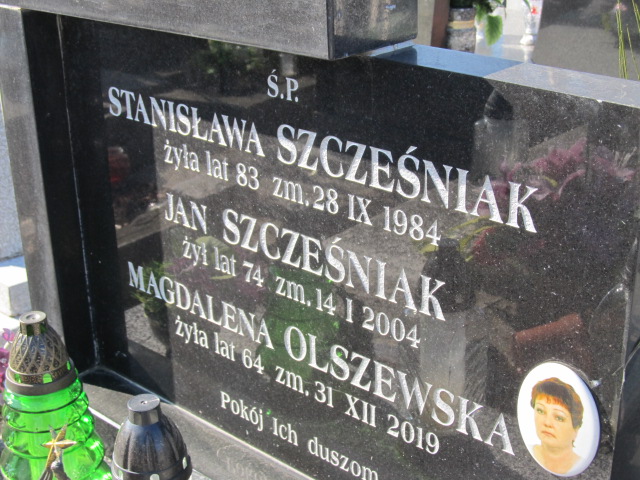 Ś.P.
STANISŁAWA SZCZEŚNIAK
żyła lat 83 zm. 28 IX 1984
JAN SZCZEŚNIAK
żył lat 74 zm. 14 I 2004
MAGDALENA OLSZEWSKA
żyła lat 64 zm. 31 XII 2019
Pokój Ich duszom